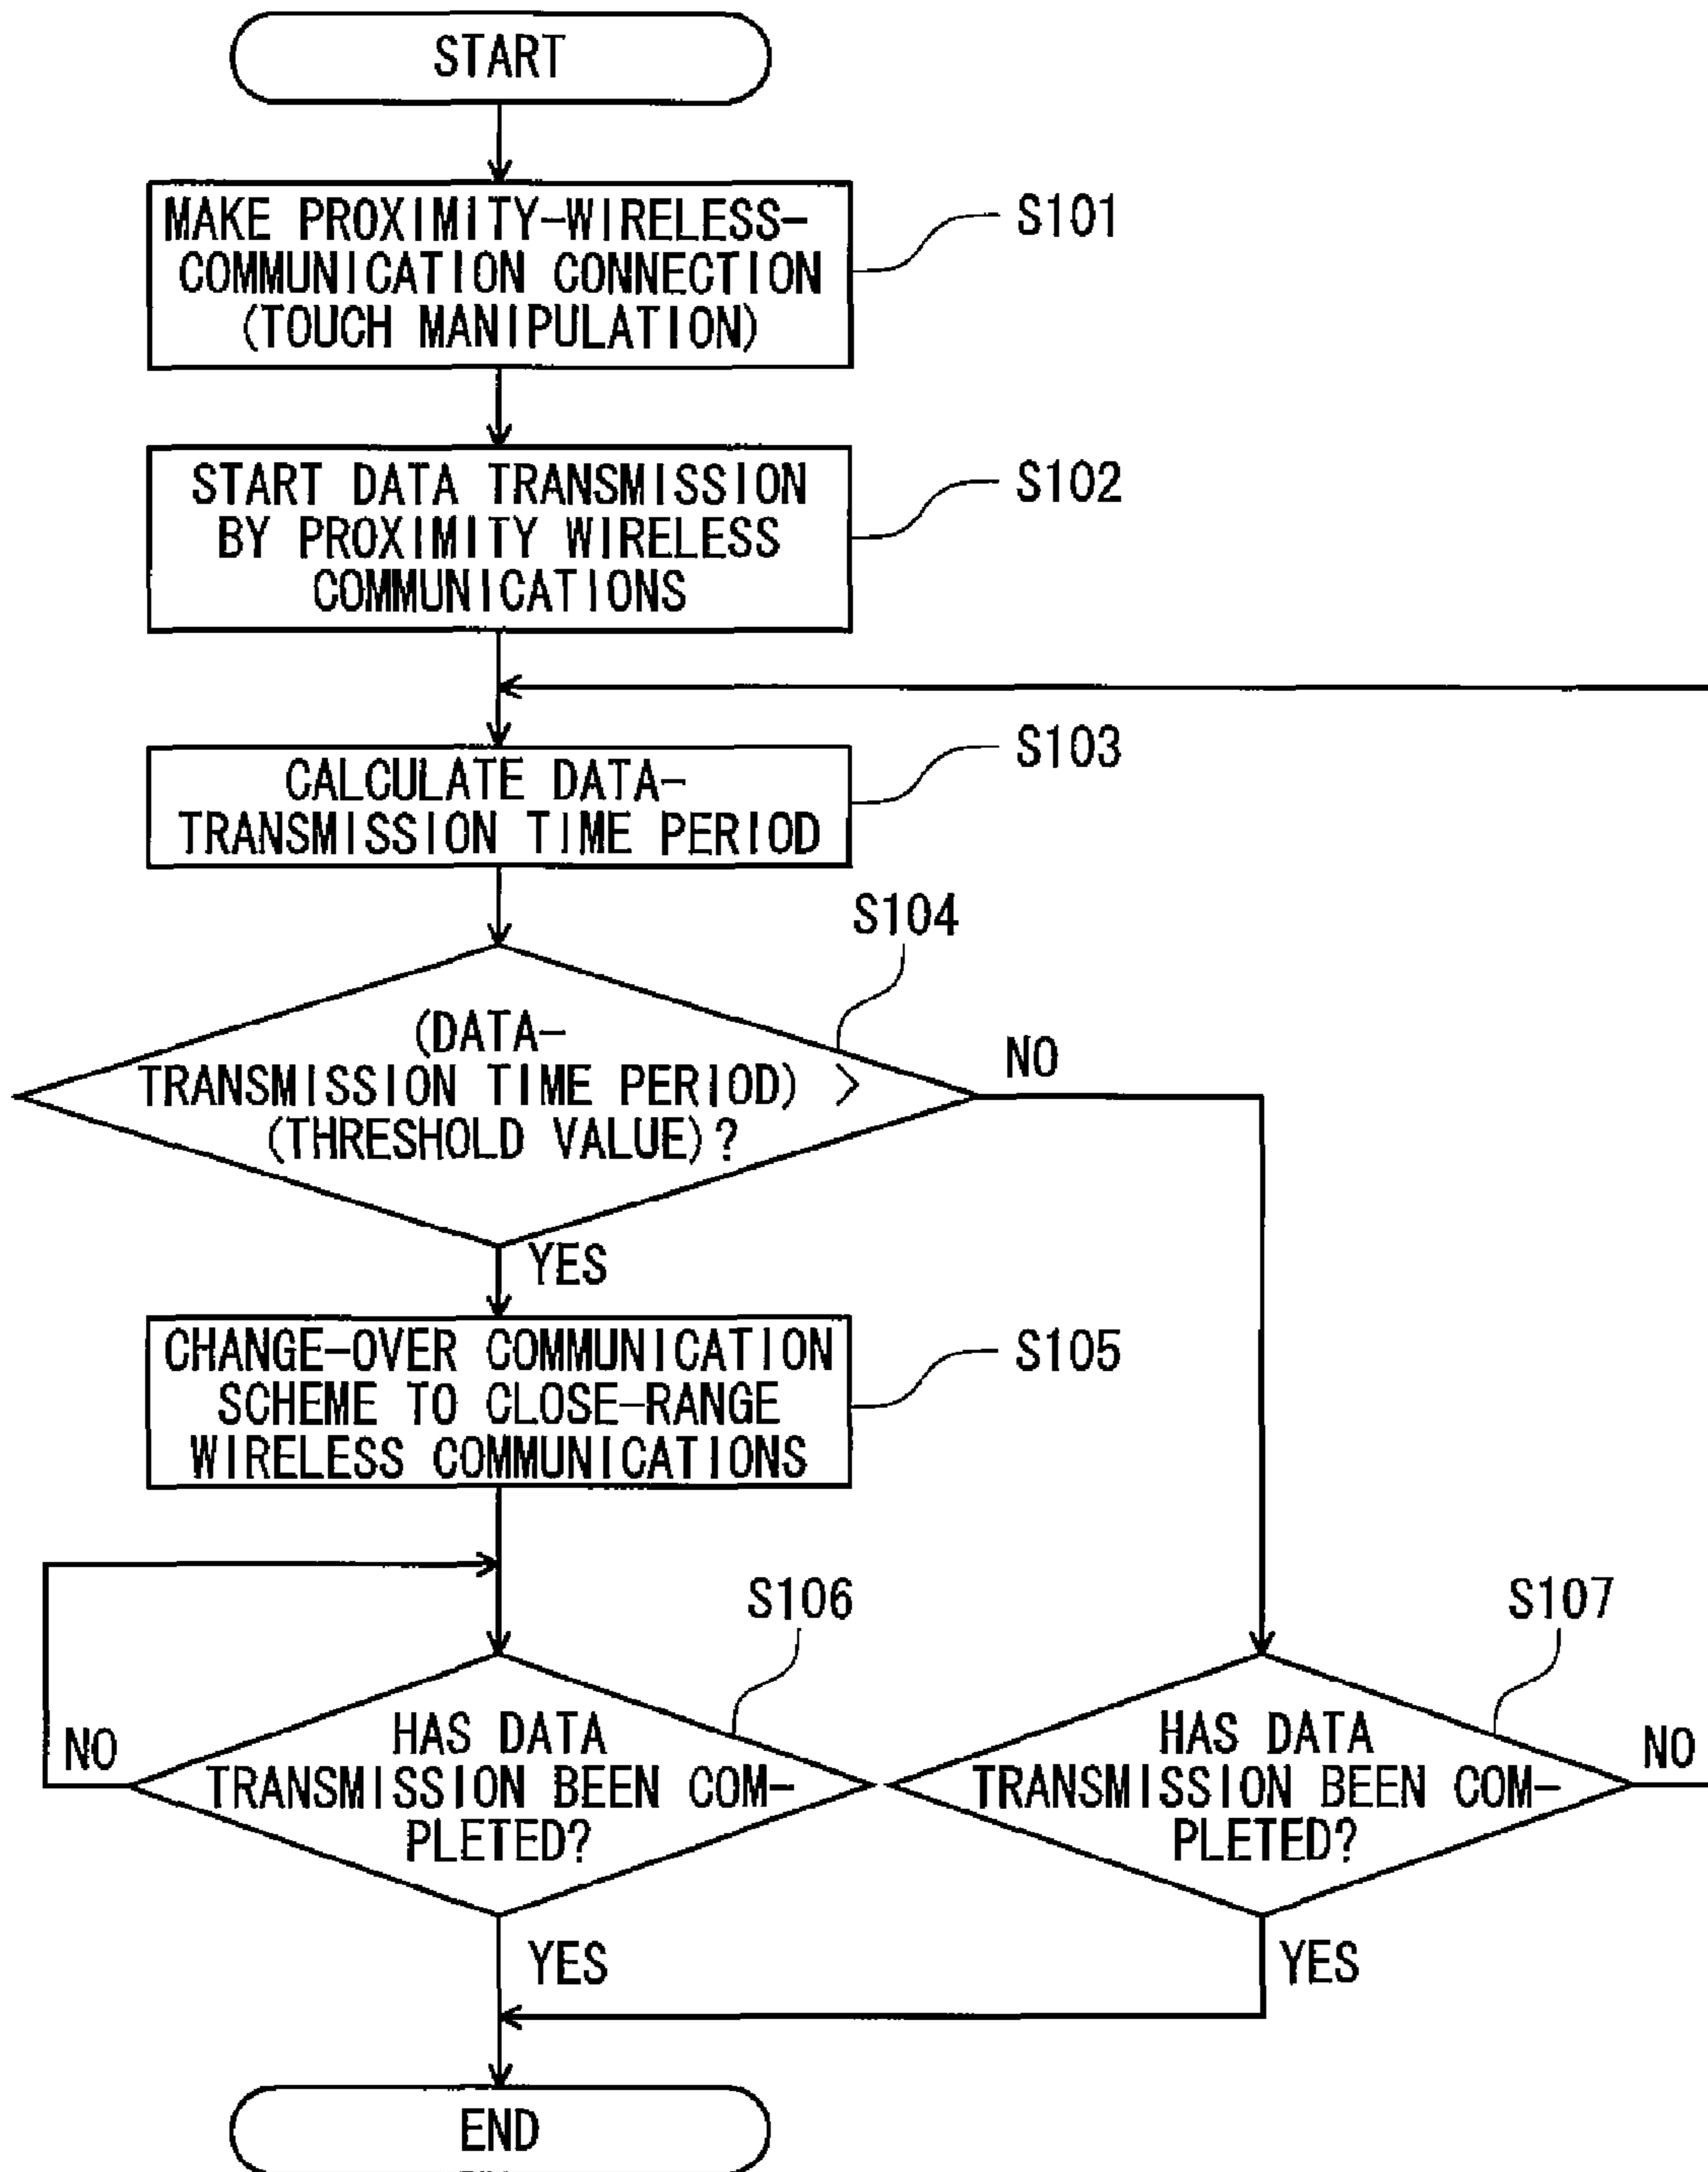 START
MAKE PROXIMITY-WIRELESS-
COMMUNICATION CONNECTION
(TOUCH MANIPULATION)
S101
START DATA TRANSMISSION
BY PROXIMITY WIRELESS
COMMUNICATIONS
S102
CALCULATE DATA-
TRANSMISSION TIME PERIOD
S103
S104
(DATA-
TRANSMISSION TIME PERIOD) >
(THRESHOLD VALUE)?
NO
YES
CHANGE-OVER COMMUNICATION
SCHEME TO CLOSE-RANGE
WIRELESS COMMUNICATIONS
S105
S106
HAS DATA
TRANSMISSION BEEN COM-
PLETED?
NO
YES
S107
HAS DATA
TRANSMISSION BEEN COM-
PLETED?
NO
YES
END